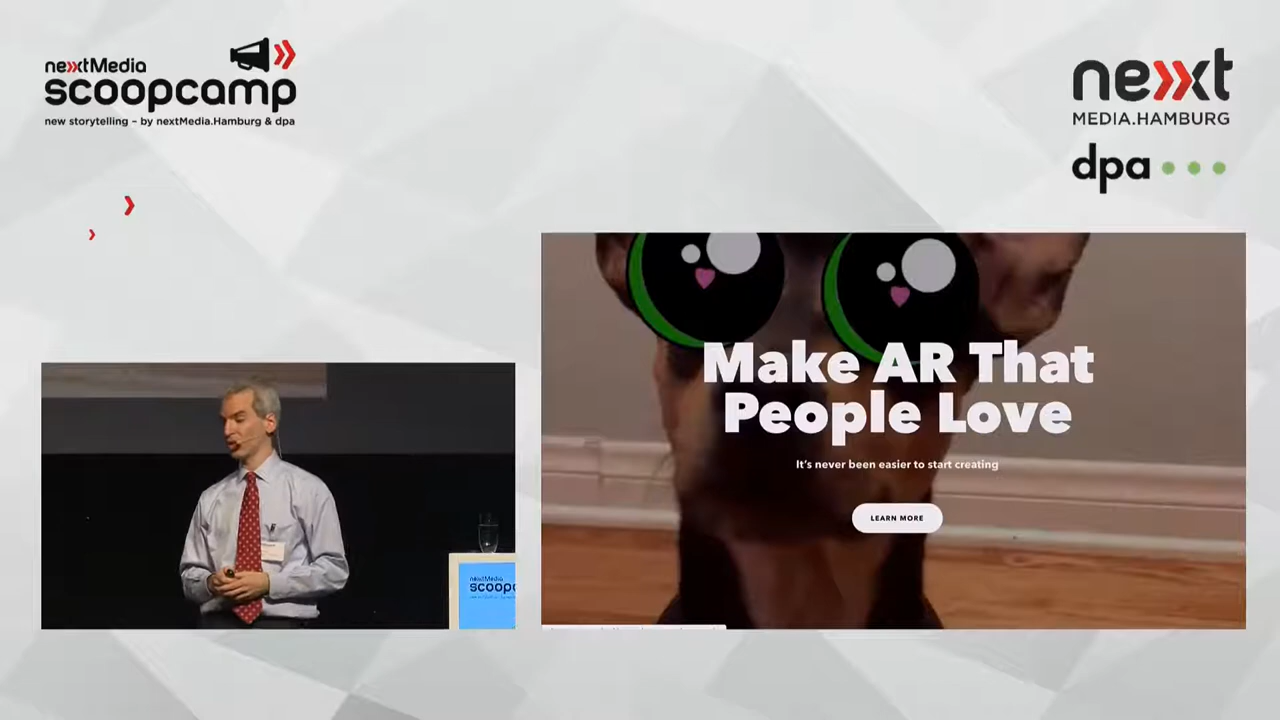 nextMedia
scoopcamp
new storytelling – by nextMedia.Hamburg & dpa
next
MEDIA.HAMBURG
dpa
Make AR That
People Love
It's never been easier to start creating
LEARN MORE
nextMedia
scoopc